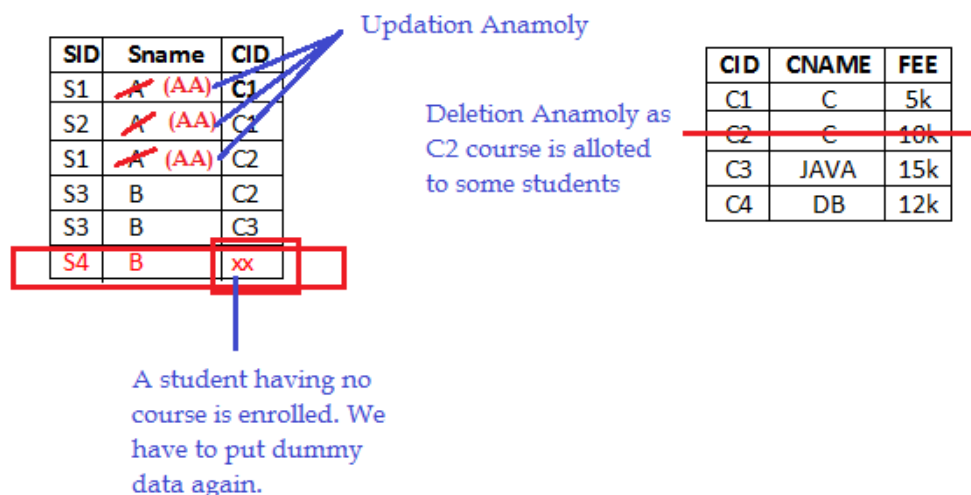 Updation Anamoly
SID Sname CID
S1 A (AA) C1
S2 A (AA) C1
S1 A (AA) C2
S3 B C2
S3 B C3
S4 B xx
Deletion Anamoly as
C2 course is alloted
to some students
CID CNAME FEE
C1 C 5k
C2 C 10k
C3 JAVA 15k
C4 DB 12k
A student having no
course is enrolled. We
have to put dummy
data again.